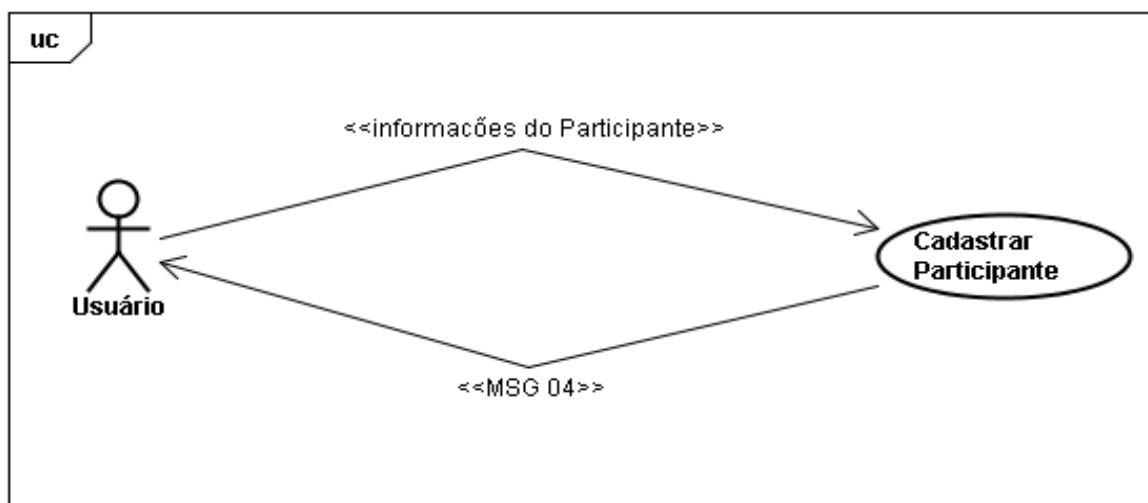 uc
<<informacões do Participante>>
Usuário
Cadastrar
Participante
<<MSG 04>>